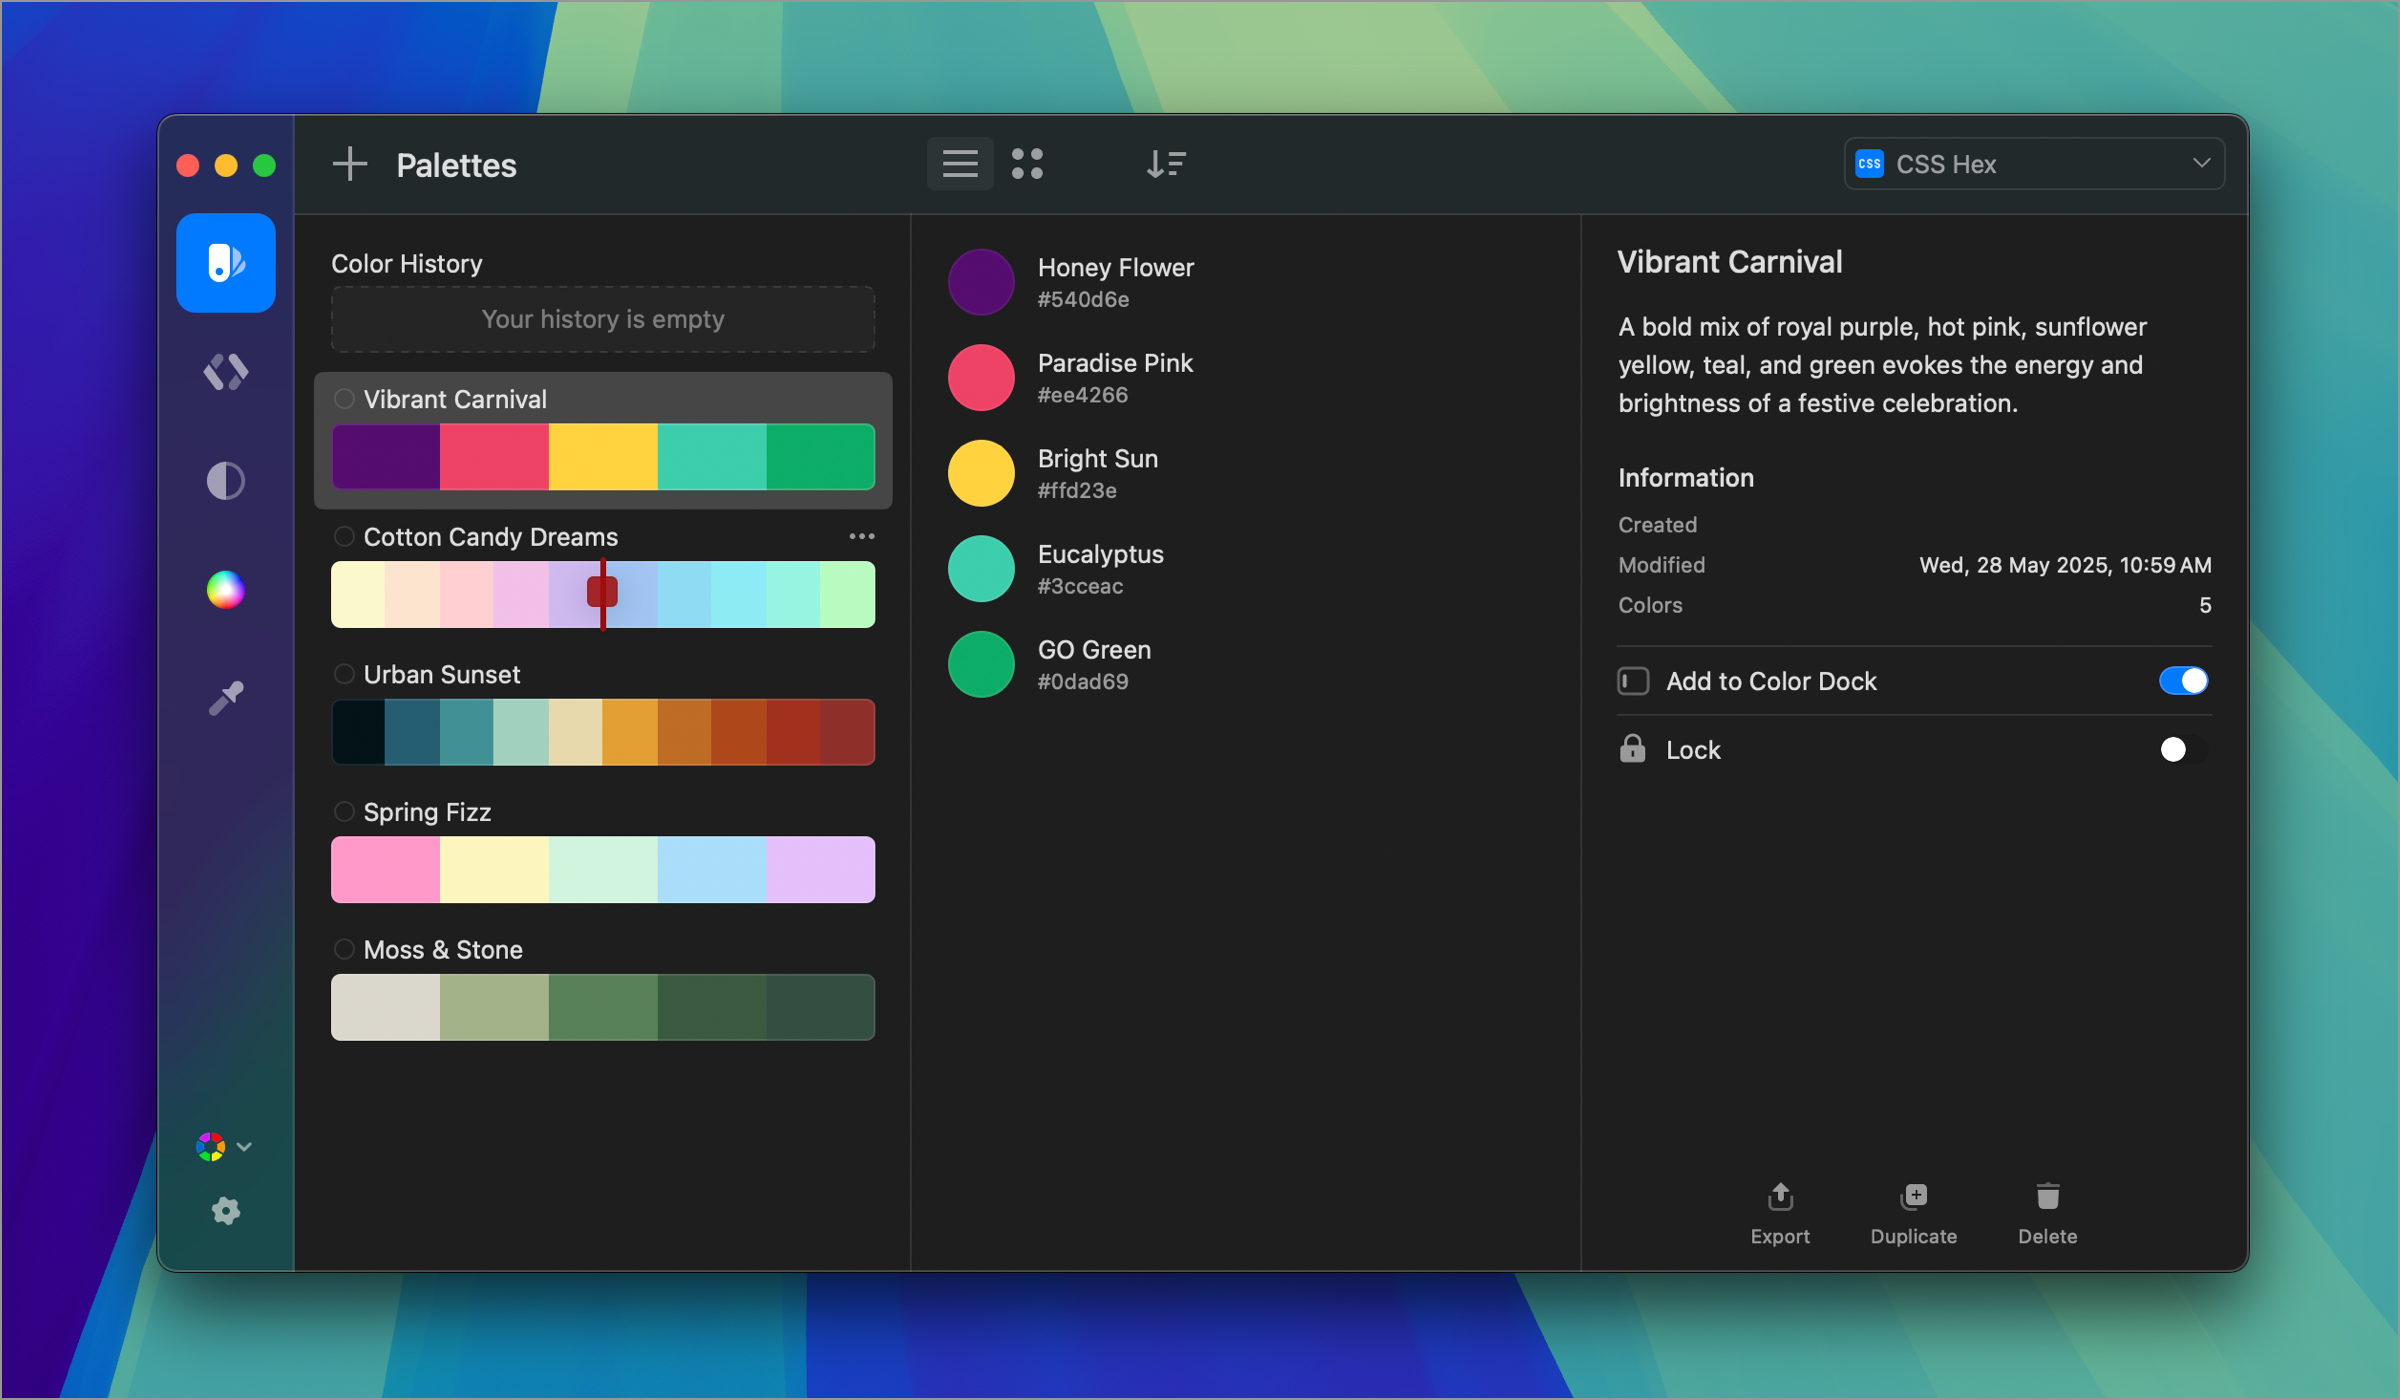 Palettes
CSS
CSS Hex
Color History
Your history is empty
Vibrant Carnival
Cotton Candy Dreams
Urban Sunset
Spring Fizz
Moss & Stone
Honey Flower
#540d6e
Paradise Pink
#ee4266
Bright Sun
#ffd23e
Eucalyptus
#3cceac
GO Green
#0dad69
Vibrant Carnival
A bold mix of royal purple, hot pink, sunflower
yellow, teal, and green evokes the energy and
brightness of a festive celebration.
Information
Created
Modified Wed, 28 May 2025, 10:59 AM
Colors 5
Add to Color Dock
Lock
Export
Duplicate
Delete